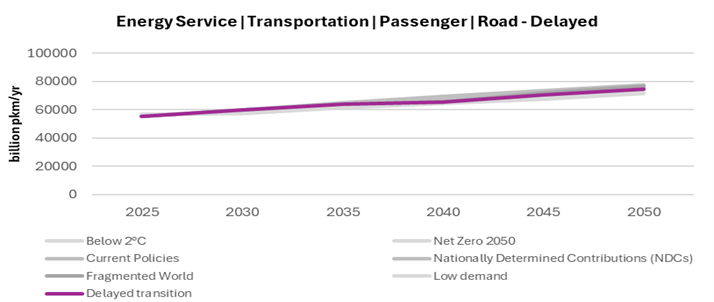 Energy Service | Transportation | Passenger | Road - Delayed
billion pkm/yr
100000
80000
60000
40000
20000
0
2025 2030 2035 2040 2045 2050
Below 2°C Net Zero 2050
Current Policies Nationally Determined Contributions (NDCs)
Fragmented World Low demand
Delayed transition